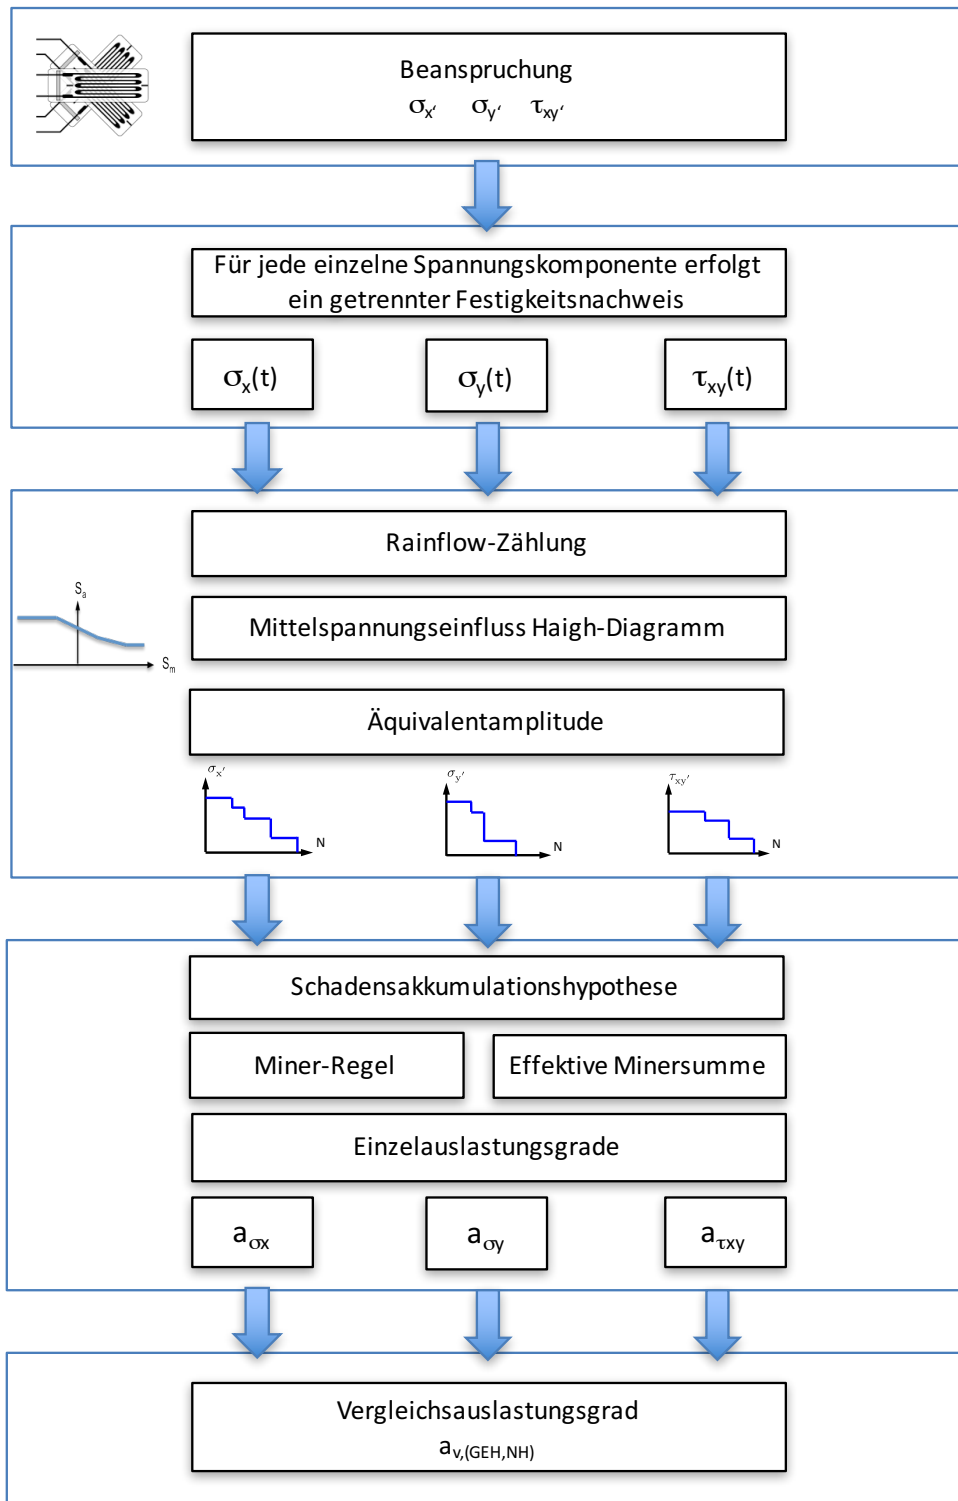 Beanspruchung
σx‘ σy‘ τxy‘
Für jede einzelne Spannungskomponente erfolgt
ein getrennter Festigkeitsnachweis
σx(t) σy(t) τxy(t)
Rainflow-Zählung
Sa
Mittelspannungseinfluss Haigh-Diagramm
Sm
Äquivalentamplitude
σx′ σy′ τxy′
N N N
Schadensakkumulationshypothese
Miner-Regel Effektive Minersumme
Einzelauslastungsgrade
aσx aσy aτxy
Vergleichsauslastungsgrad
av,(GEH,NH)